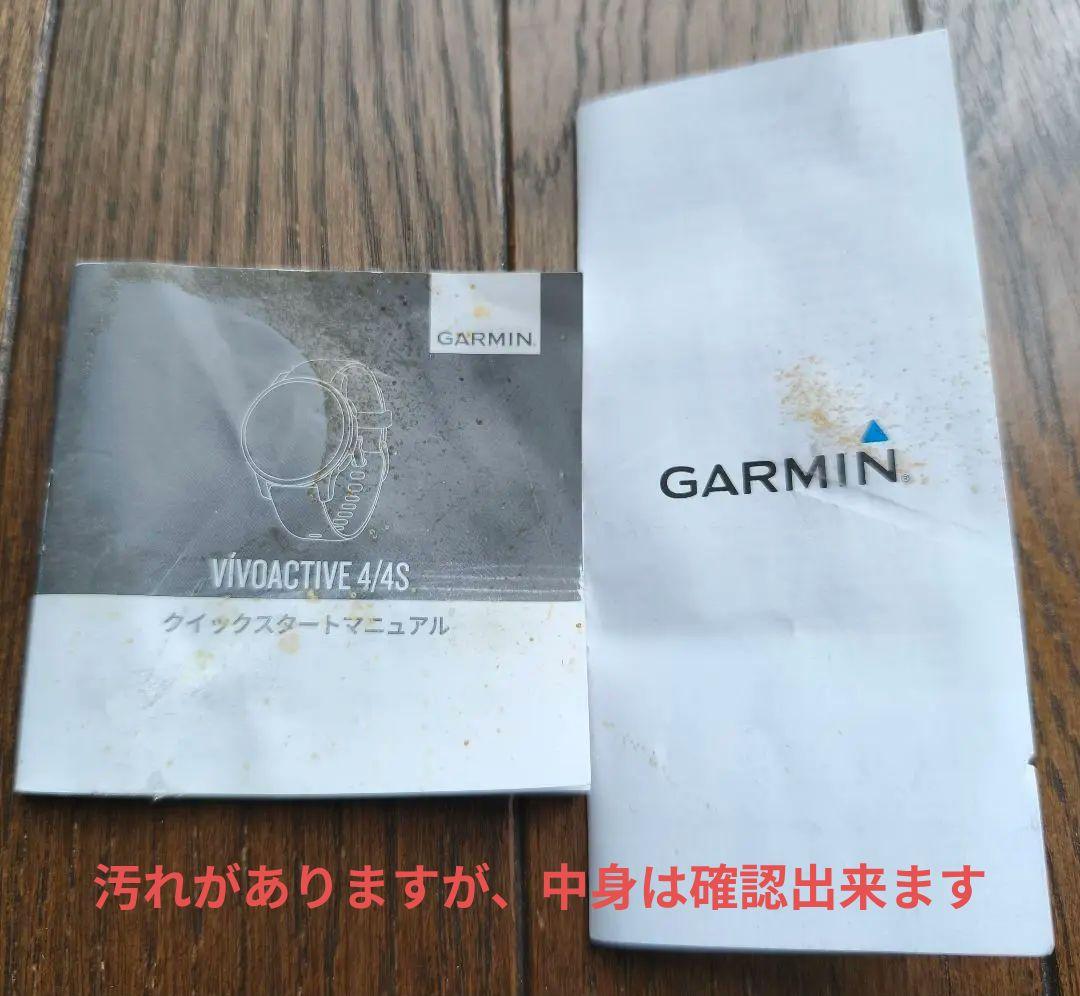 GARMIN
VÍVOACTIVE 4/4S
クイックスタートマニュアル
GARMIN®
汚れがありますが、中身は確認出来ます